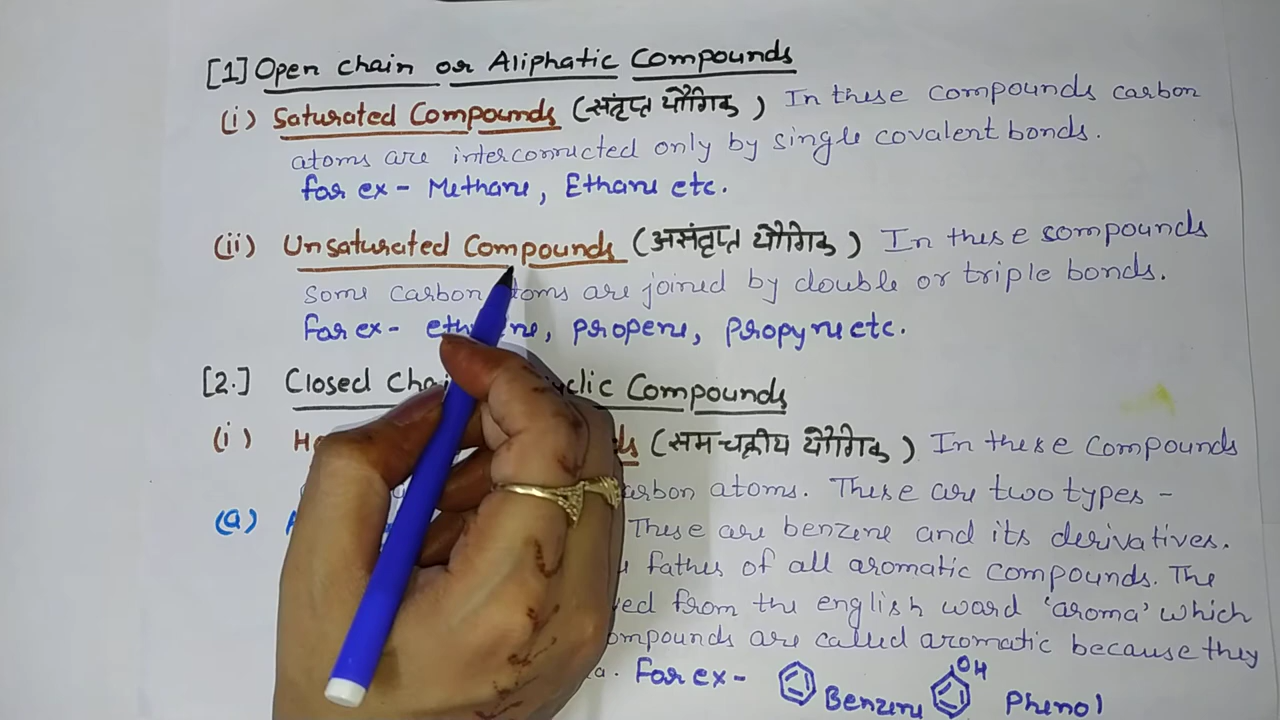 [1] Open chain or Aliphatic Compounds
(i) Saturated Compounds (संतृप्त यौगिक) In these compounds carbon
atoms are interconnected only by single covalent bonds.
For ex - Methane, Ethane etc.
(ii) Unsaturated Compounds (असंतृप्त यौगिक) In these compounds
some carbon atoms are joined by double or triple bonds.
For ex - propene, propyne etc.
[2.] Closed Compounds
(i) (समचक्रीय यौगिक) In these compounds
carbon atoms. These are two types -
(a) These are benzene and its derivatives.
father of all aromatic compounds. The
from the english word 'aroma' which
compounds are called aromatic because they
For ex - Benzene OH Phenol